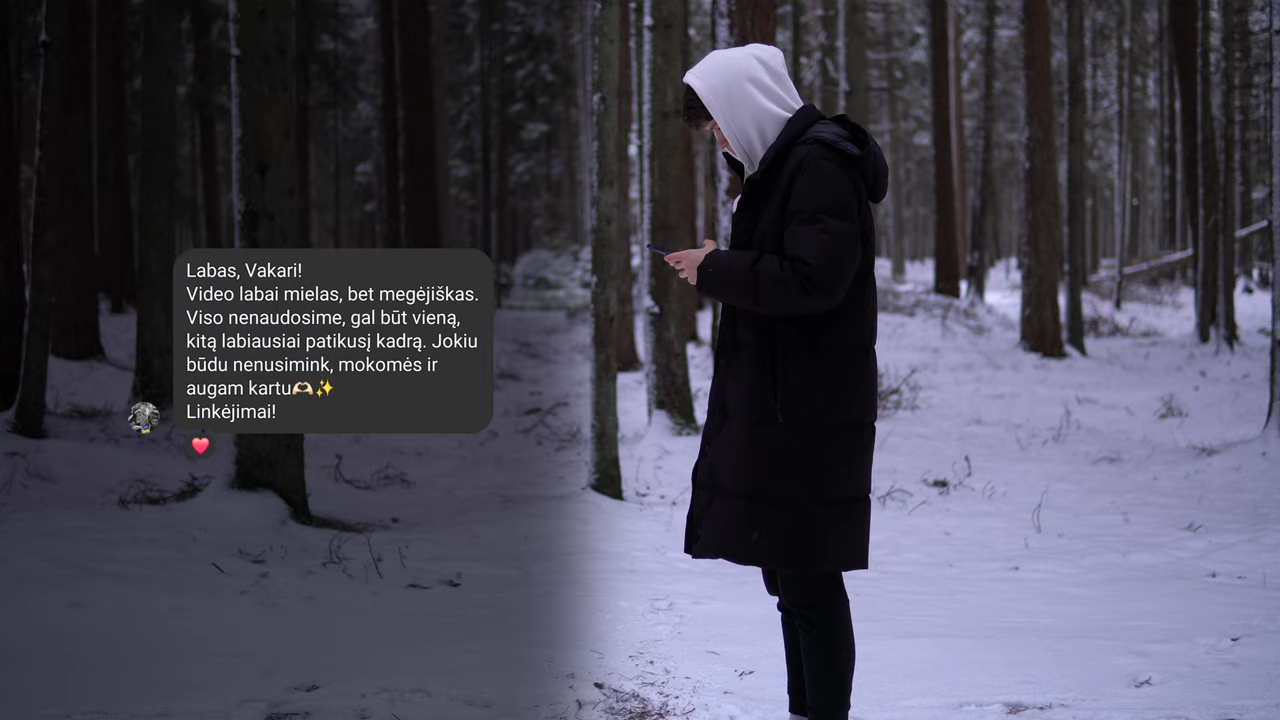 Labas, Vakari!
Video labai mielas, bet megėjiškas.
Viso nenaudosime, gal būt vieną,
kitą labiausiai patikusį kadrą. Jokiu
būdu nenusimink, mokomės ir
augam kartu🫶🏻✨
Linkėjimai!